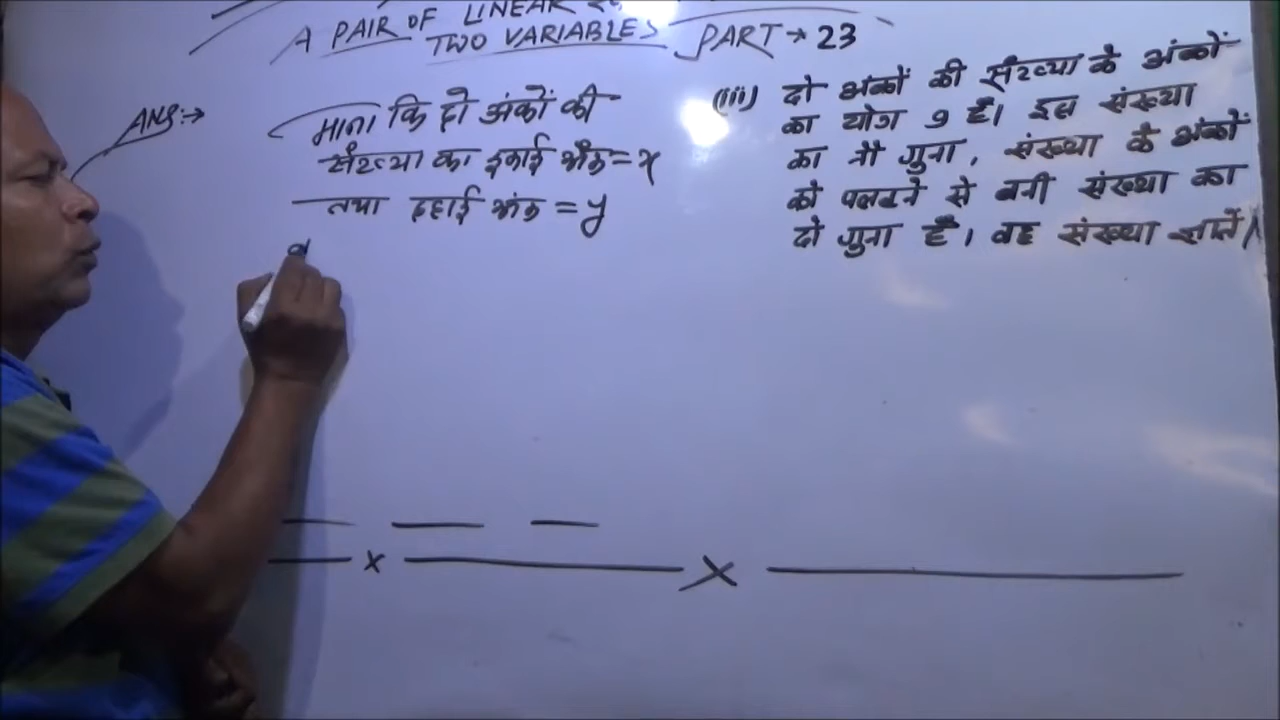 A PAIR OF LINEAR
TWO VARIABLES PART → 23
ANS:→
माना कि दो अंकों की
संख्या का इकाई अंक = x
तथा दहाई अंक = y
(iii) दो अंकों की संख्या के अंकों
का योग 9 है। इस संख्या
का नौ गुना, संख्या के अंकों
को पलटने से बनी संख्या का
दो गुना है। वह संख्या ज्ञात
x
X